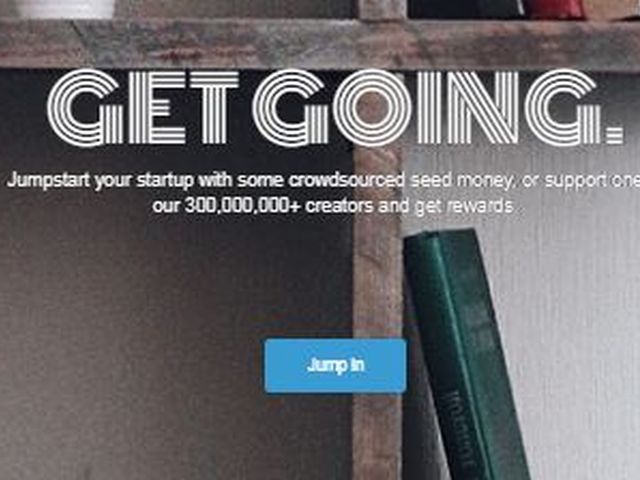 GET GOING.
Jumpstart your startup with some crowdsourced seed money, or support one
our 300,000,000+ creators and get rewards
Jump in